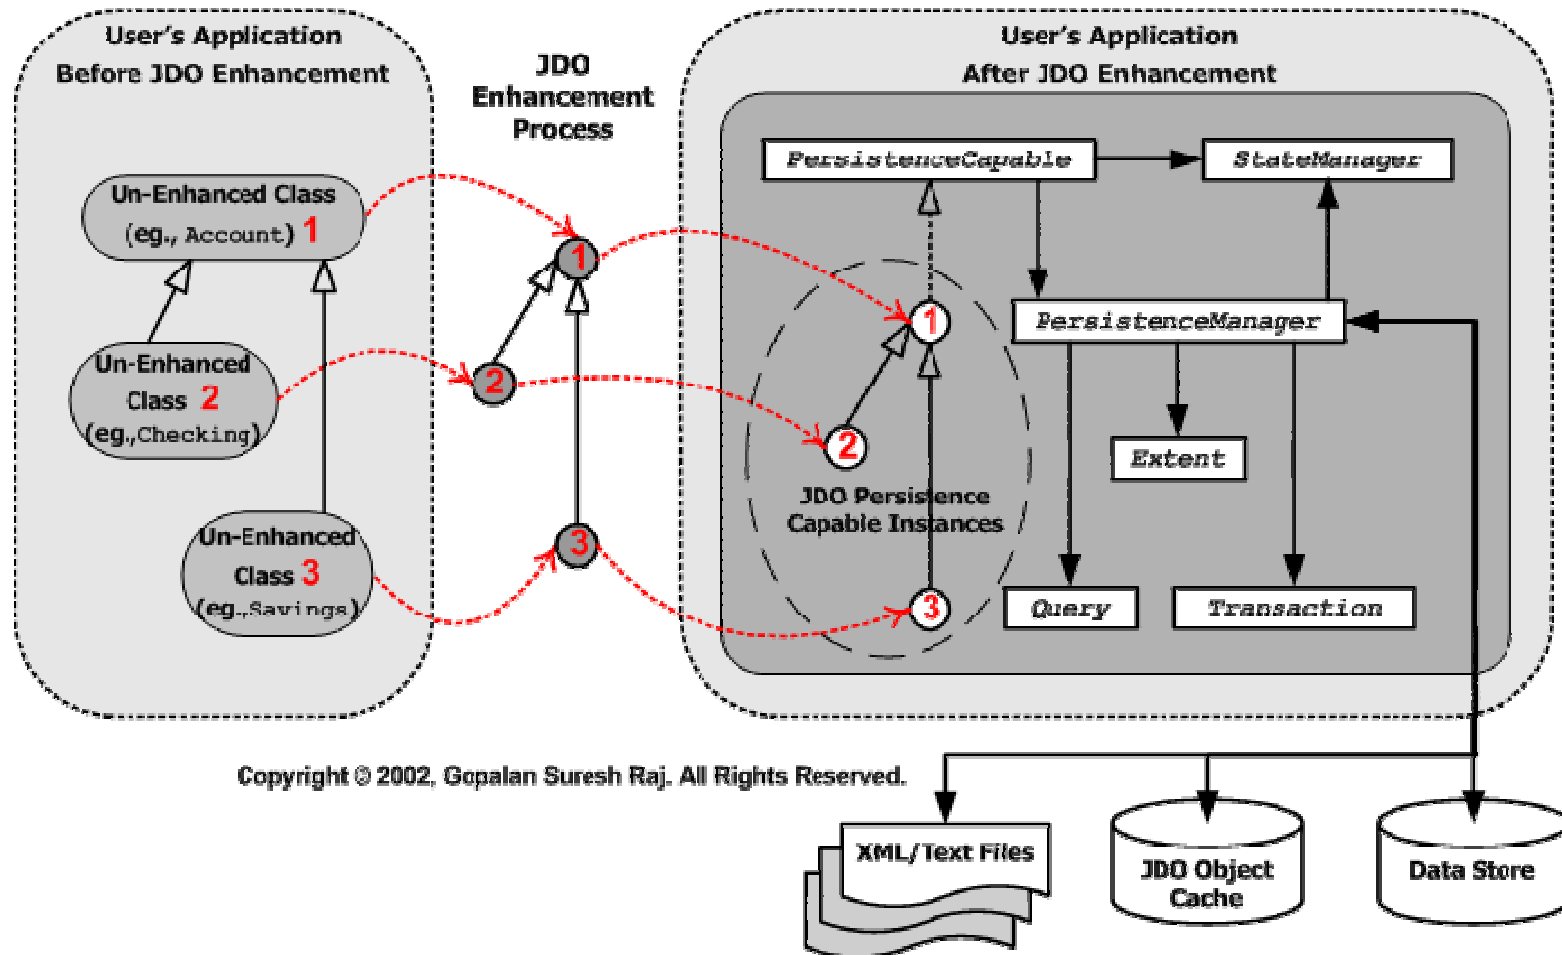 User's Application
Before JDO Enhancement
Un-Enhanced Class
(eg., Account) 1
Un-Enhanced
Class 2
(eg.,Checking)
Un-Enhanced
Class 3
(eg.,Savings)
JDO
Enhancement
Process
1
2
3
User's Application
After JDO Enhancement
PersistenceCapable
StateManager
1
PersistenceManager
2
Extent
JDO Persistence
Capable Instances
3
Query
Transaction
Copyright © 2002, Gopalan Suresh Raj. All Rights Reserved.
XML/Text Files
JDO Object
Cache
Data Store